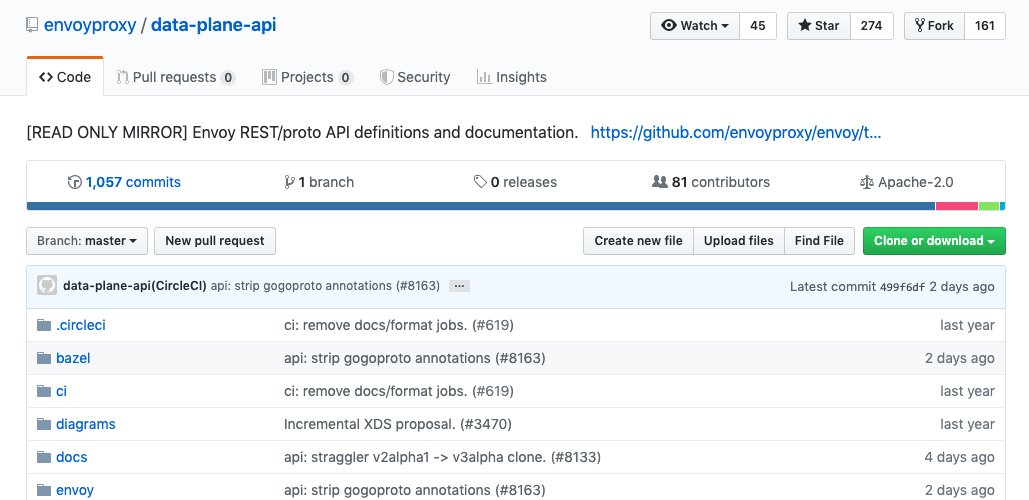 envoyproxy / data-plane-api
Watch 45 Star 274 Fork 161
Code Pull requests 0 Projects 0 Security Insights
[READ ONLY MIRROR] Envoy REST/proto API definitions and documentation. https://github.com/envoyproxy/envoy/t...
1,057 commits 1 branch 0 releases 81 contributors Apache-2.0
Branch: master New pull request Create new file Upload files Find File Clone or download
data-plane-api(CircleCI) api: strip gogoproto annotations (#8163) ... Latest commit 499f6df 2 days ago
.circleci ci: remove docs/format jobs. (#619) last year
bazel api: strip gogoproto annotations (#8163) 2 days ago
ci ci: remove docs/format jobs. (#619) last year
diagrams Incremental XDS proposal. (#3470) last year
docs api: straggler v2alpha1 -> v3alpha clone. (#8133) 4 days ago
envoy api: strip gogoproto annotations (#8163) 2 days ago